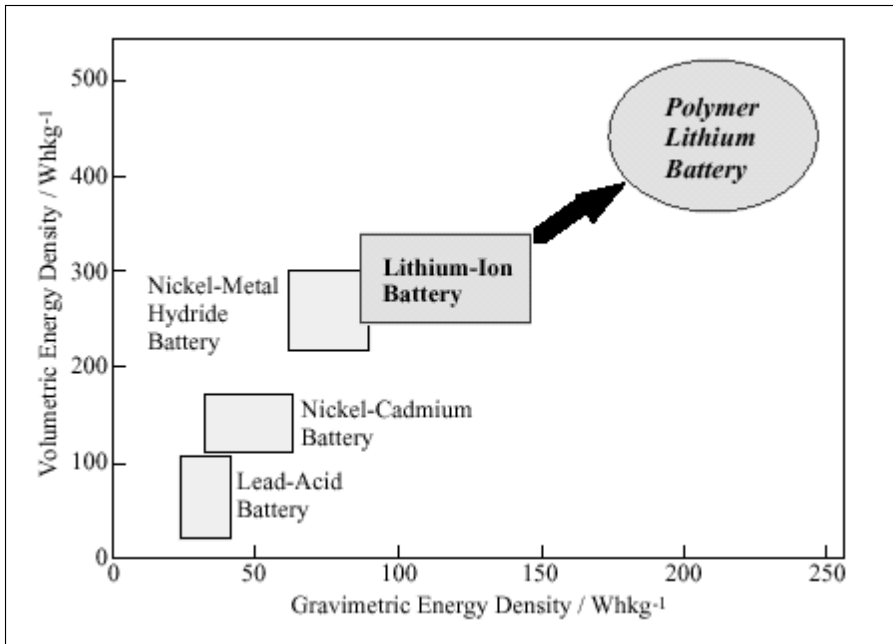 Volumetric Energy Density / Whkg-1
500
400
300
200
100
0
Polymer
Lithium
Battery
Lithium-Ion
Battery
Nickel-Metal
Hydride
Battery
Nickel-Cadmium
Battery
Lead-Acid
Battery
0 50 100 150 200 250
Gravimetric Energy Density / Whkg-1